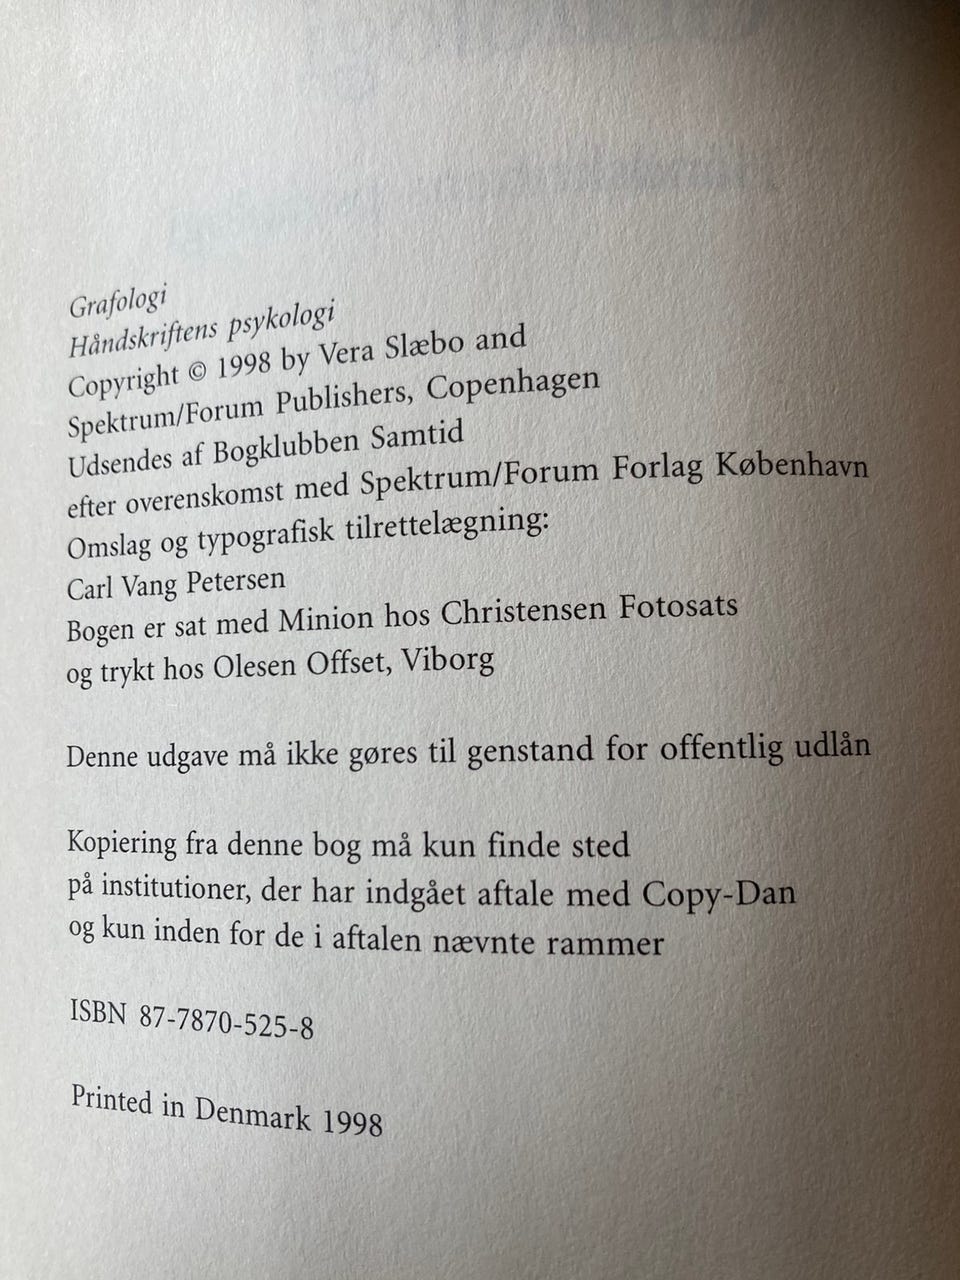 Grafologi
Håndskriftens psykologi
Copyright © 1998 by Vera Slæbo and
Spektrum/Forum Publishers, Copenhagen
Udsendes af Bogklubben Samtid
efter overenskomst med Spektrum/Forum Forlag København
Omslag og typografisk tilrettelægning:
Carl Vang Petersen
Bogen er sat med Minion hos Christensen Fotosats
og trykt hos Olesen Offset, Viborg
Denne udgave må ikke gøres til genstand for offentlig udlån
Kopiering fra denne bog må kun finde sted
på institutioner, der har indgået aftale med Copy-Dan
og kun inden for de i aftalen nævnte rammer
ISBN 87-7870-525-8
Printed in Denmark 1998